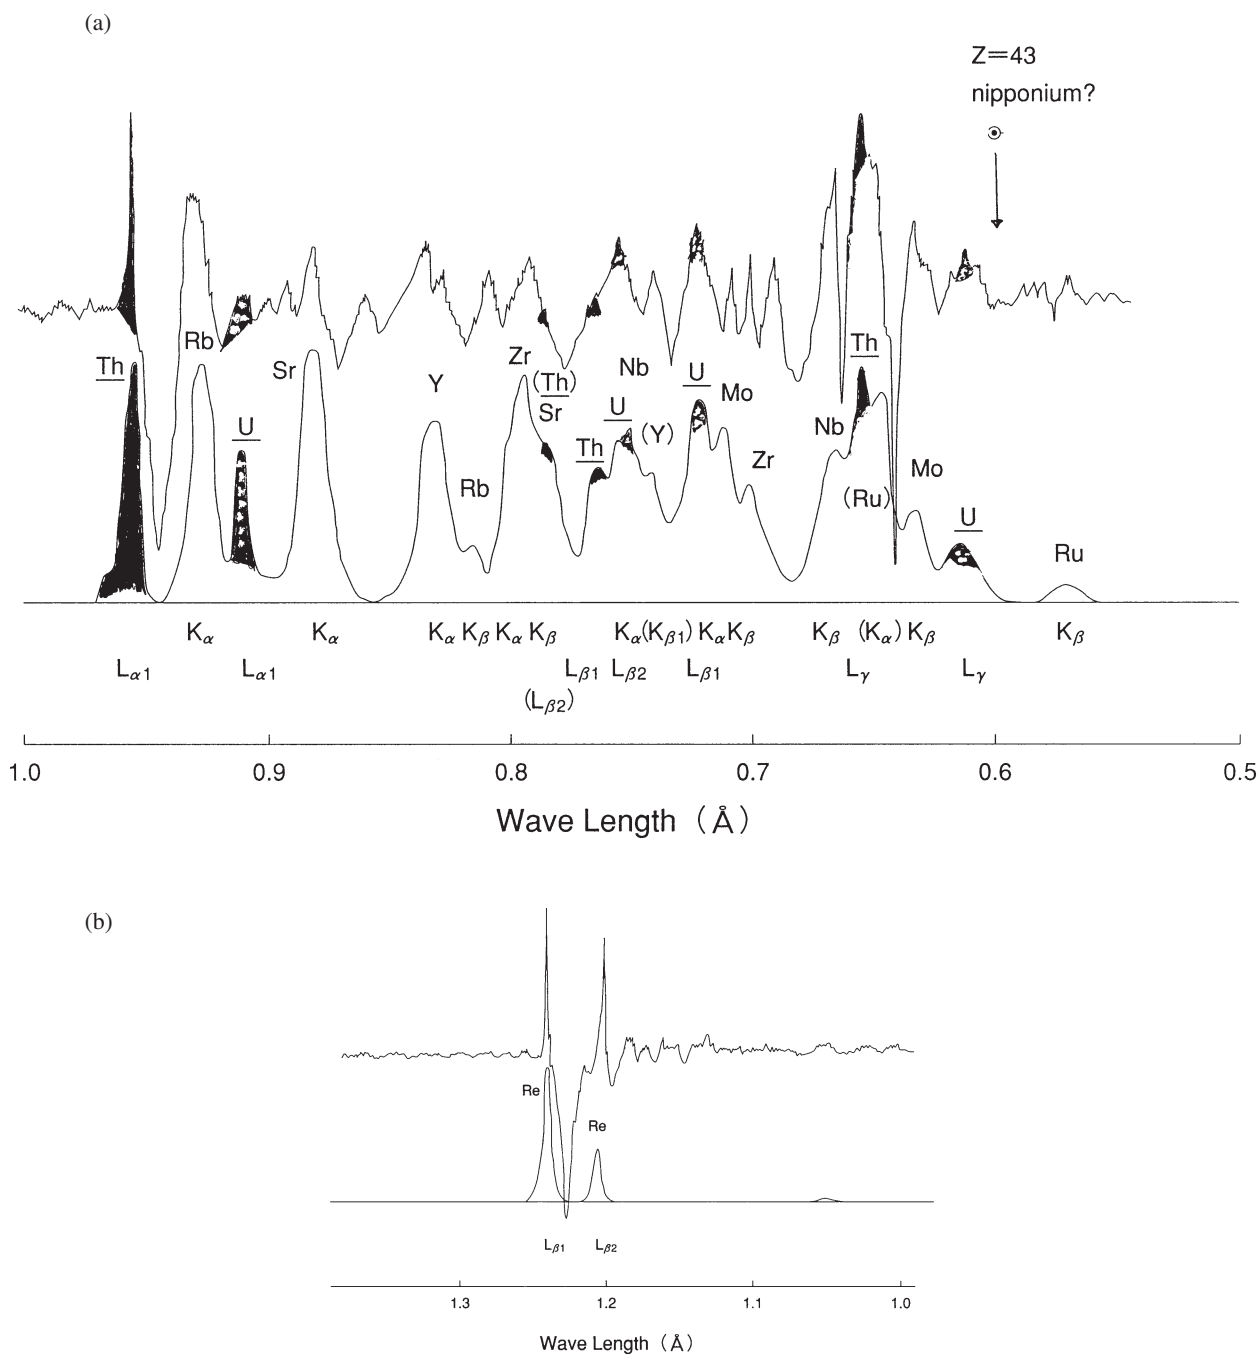 (a)
Z=43
nipponium?
Th
Rb
U
Sr
Y
Rb
Zr
(Th)
Sr
Th
Nb
U
(Y)
U
Mo
Zr
Nb
Th
(Ru)
Mo
U
Ru
Kα Kα Kα Kβ Kα Kβ Kα(Kβ1) KαKβ Kβ (Kα) Kβ Kβ
Lα1 Lα1 Lβ1 Lβ2 Lβ1 Lγ Lγ
(Lβ2)
1.0 0.9 0.8 0.7 0.6 0.5
Wave Length (Å)
(b)
Re
Re
Lβ1 Lβ2
1.3 1.2 1.1 1.0
Wave Length (Å)